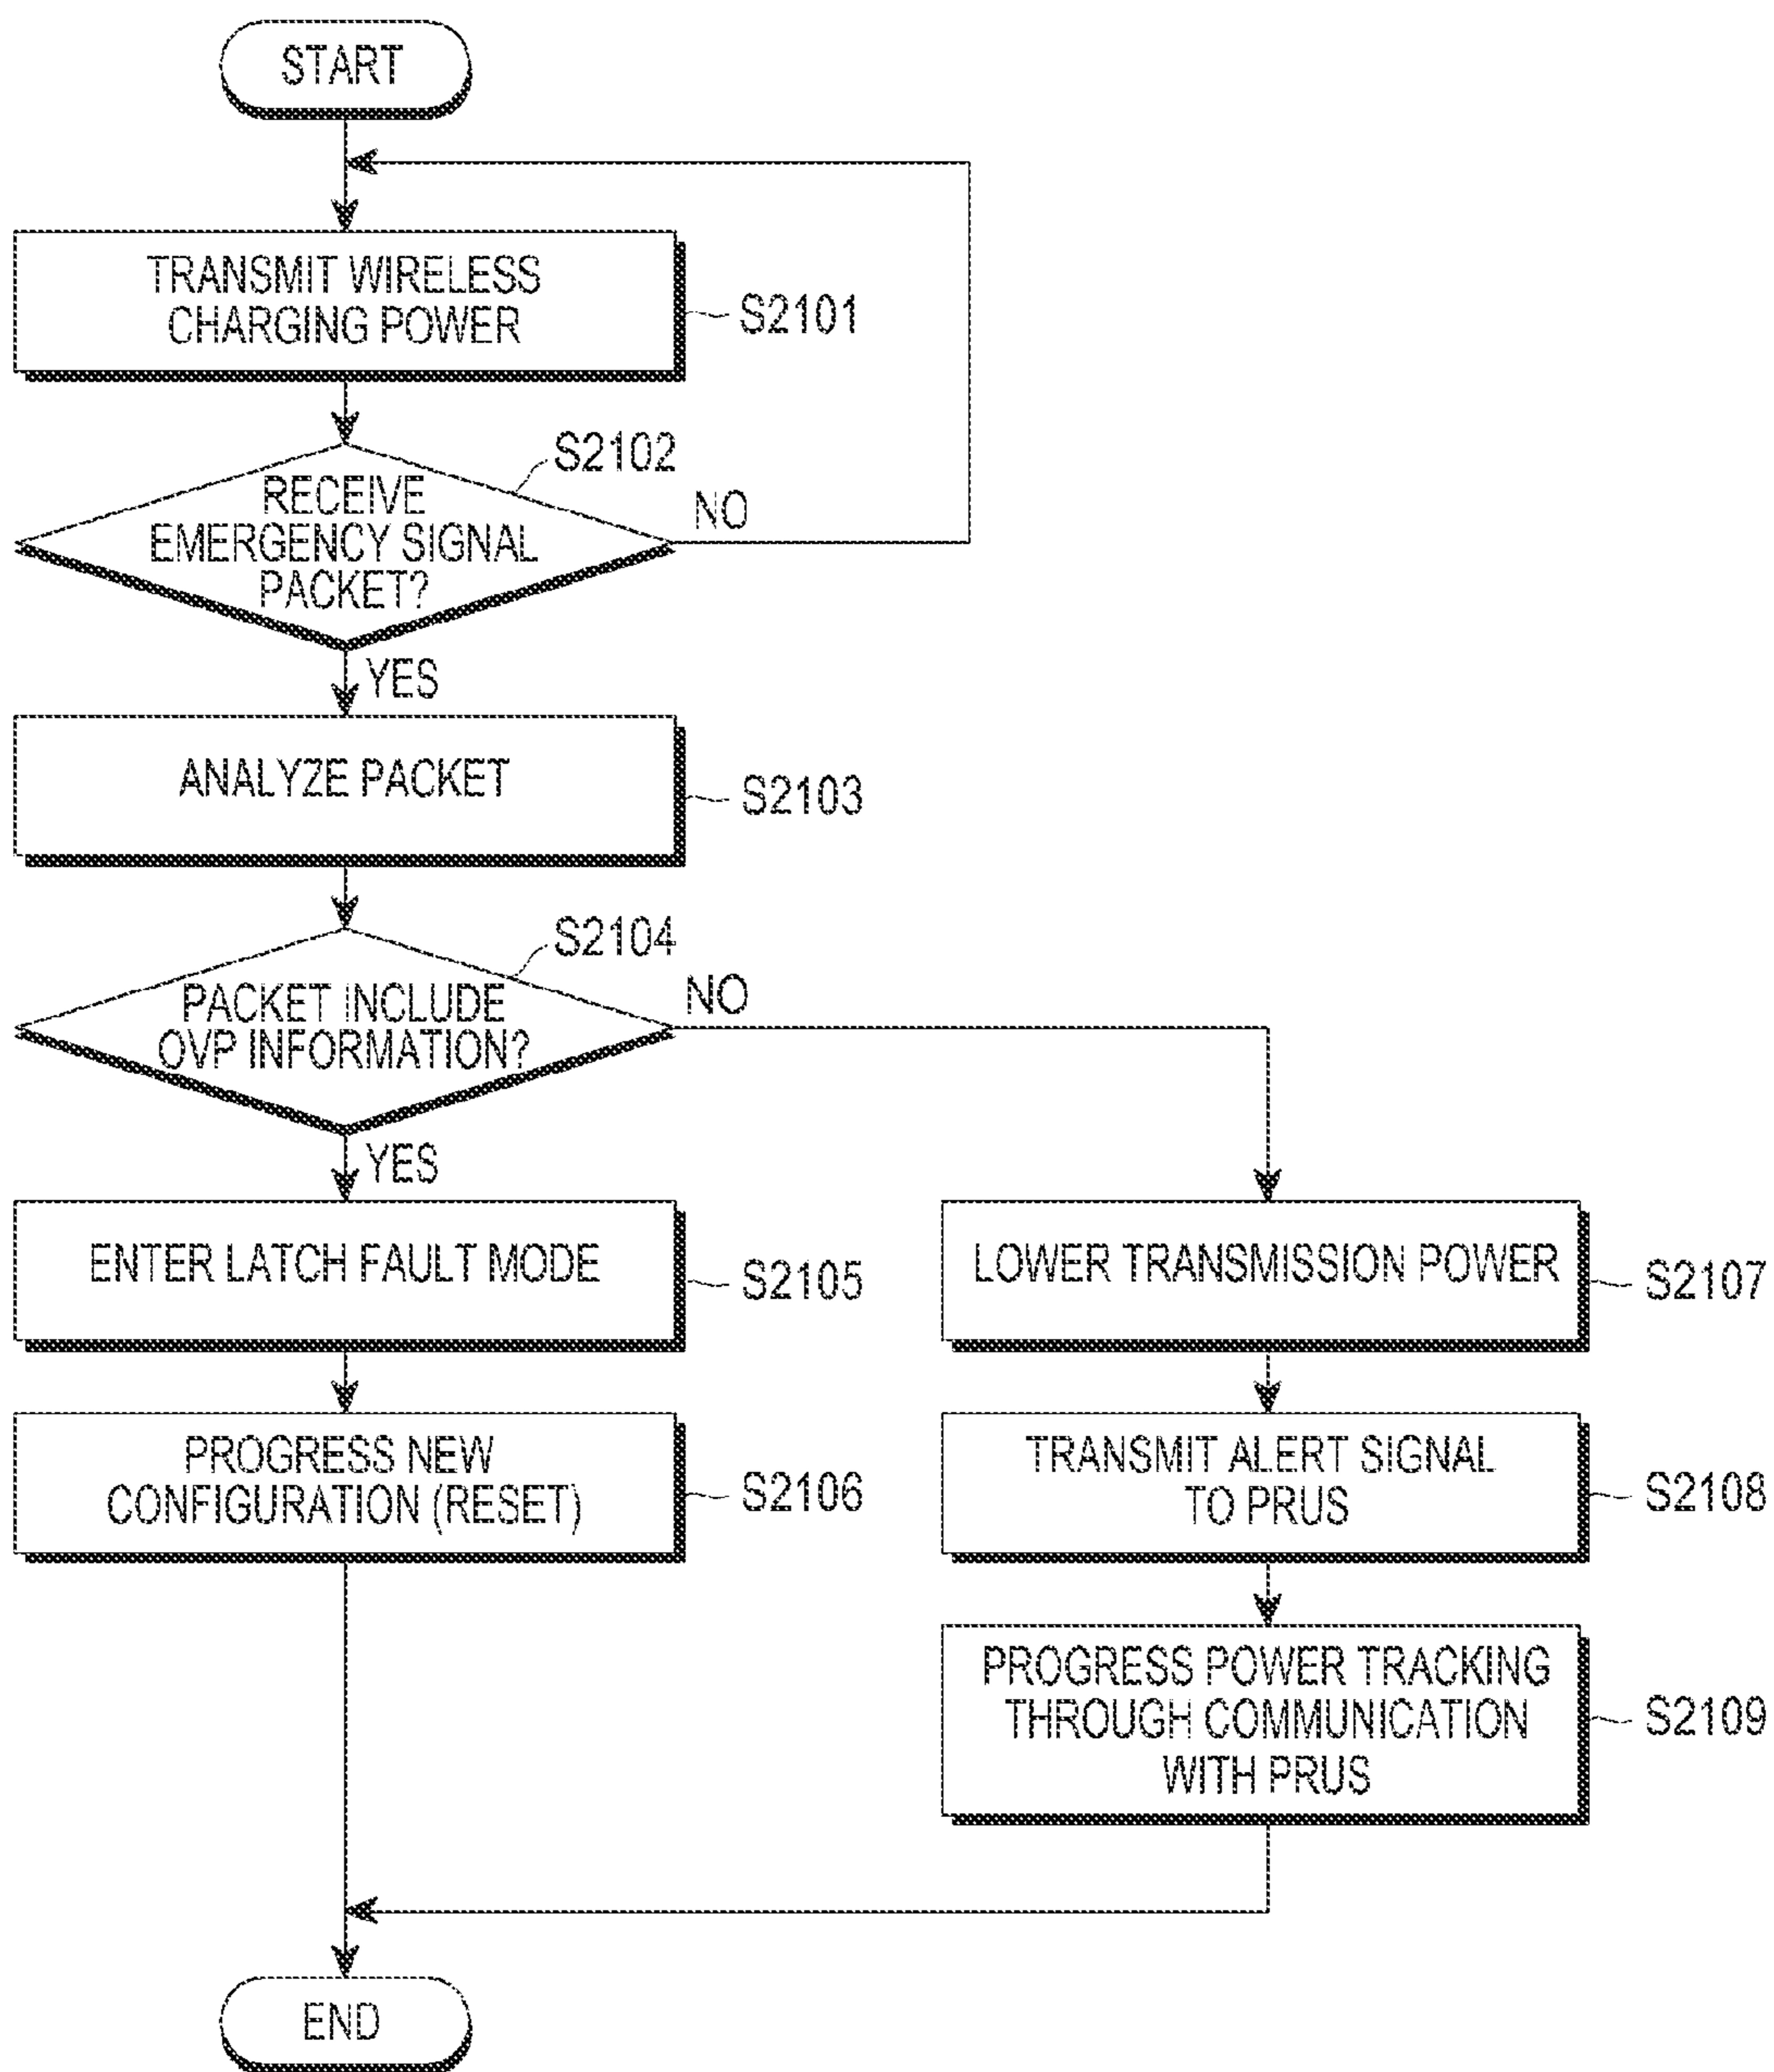 START
TRANSMIT WIRELESS
CHARGING POWER
S2101
S2102
RECEIVE
EMERGENCY SIGNAL
PACKET?
NO
YES
ANALYZE PACKET
S2103
S2104
PACKET INCLUDE
OVP INFORMATION?
NO
YES
ENTER LATCH FAULT MODE
S2105
PROGRESS NEW
CONFIGURATION (RESET)
S2106
LOWER TRANSMISSION POWER
S2107
TRANSMIT ALERT SIGNAL
TO PRUS
S2108
PROGRESS POWER TRACKING
THROUGH COMMUNICATION
WITH PRUS
S2109
END